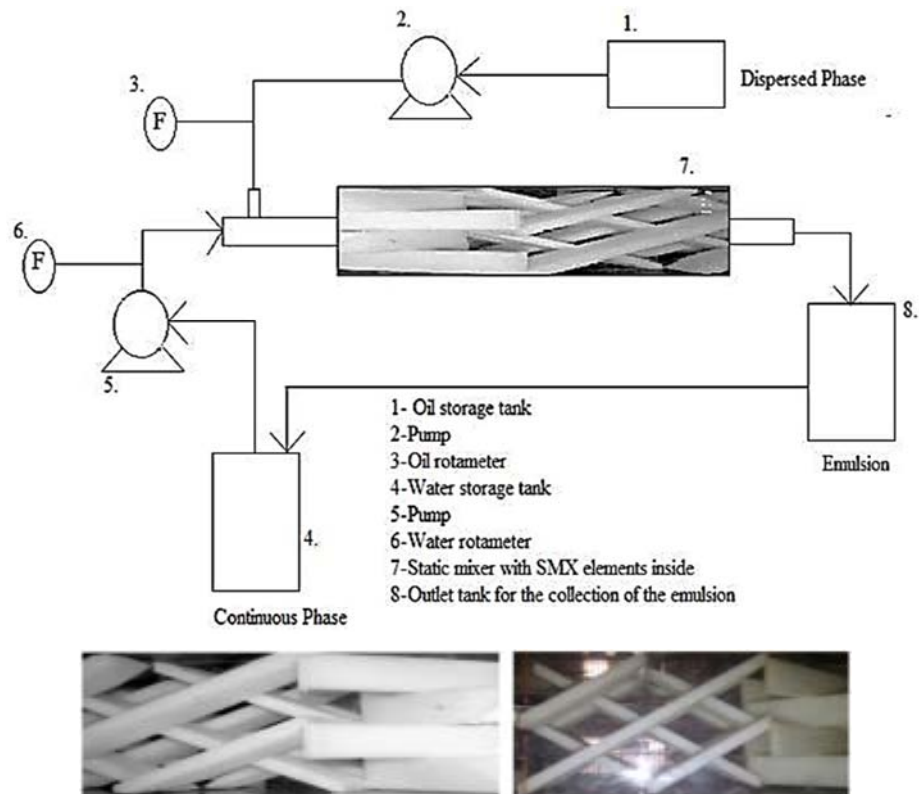 2.
1.
3.
F
Dispersed Phase
7.
6.
F
5.
8.
1- Oil storage tank
2-Pump
3-Oil rotameter
4-Water storage tank
5-Pump
6-Water rotameter
7-Static mixer with SMX elements inside
8-Outlet tank for the collection of the emulsion
Emulsion
4.
Continuous Phase